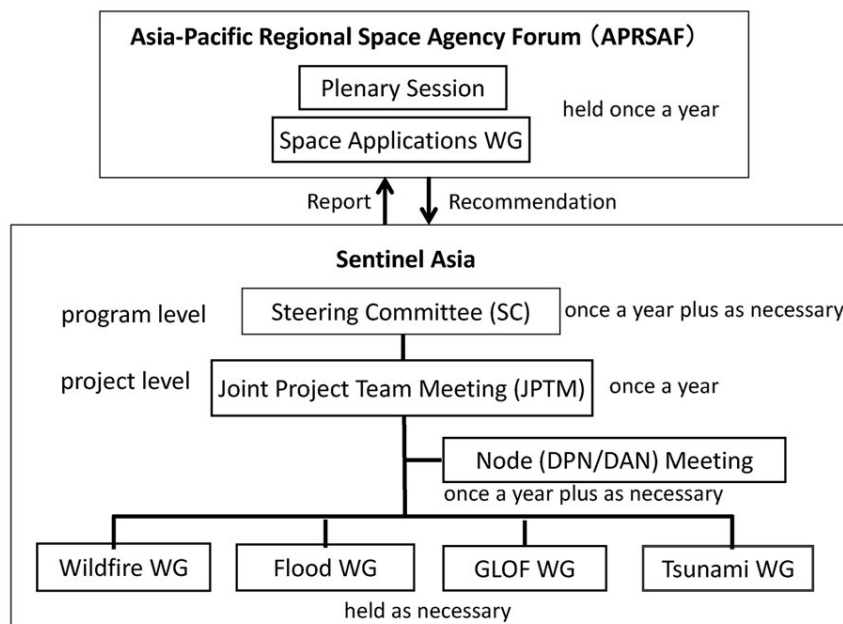 Asia-Pacific Regional Space Agency Forum （APRSAF）
Plenary Session
held once a year
Space Applications WG
Report
Recommendation
Sentinel Asia
program level
Steering Committee (SC)
once a year plus as necessary
project level
Joint Project Team Meeting (JPTM)
once a year
Node (DPN/DAN) Meeting
once a year plus as necessary
Wildfire WG
Flood WG
GLOF WG
Tsunami WG
held as necessary